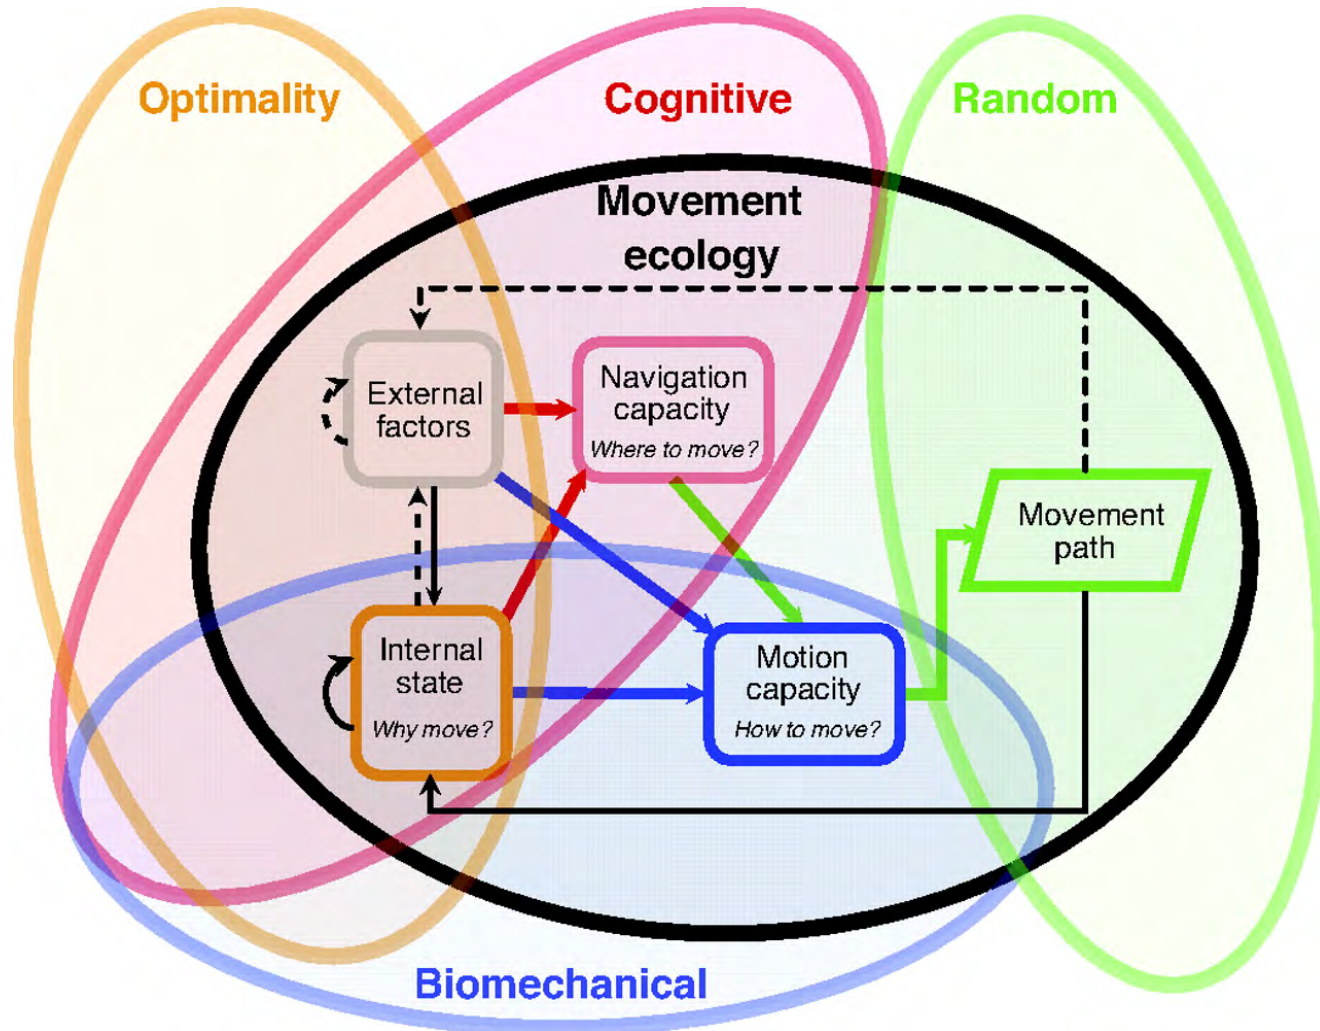 Optimality
Cognitive
Random
Movement
ecology
External
factors
Navigation
capacity
Where to move?
Movement
path
Internal
state
Why move?
Motion
capacity
How to move?
Biomechanical